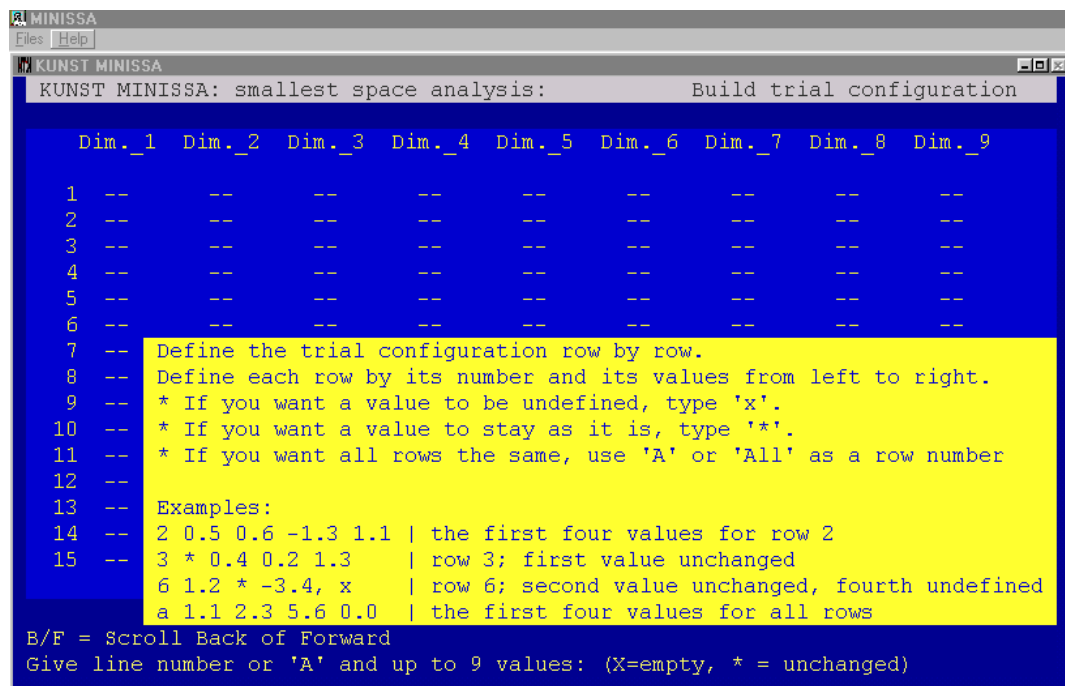 MINISSA
Files Help
KUNST MINISSA
KUNST MINISSA: smallest space analysis: Build trial configuration
Dim._1 Dim._2 Dim._3 Dim._4 Dim._5 Dim._6 Dim._7 Dim._8 Dim._9
1 -- -- -- -- -- -- -- -- --
2 -- -- -- -- -- -- -- -- --
3 -- -- -- -- -- -- -- -- --
4 -- -- -- -- -- -- -- -- --
5 -- -- -- -- -- -- -- -- --
6 -- -- -- -- -- -- -- -- --
7 -- Define the trial configuration row by row.
8 -- Define each row by its number and its values from left to right.
9 -- * If you want a value to be undefined, type 'x'.
10 -- * If you want a value to stay as it is, type '*'.
11 -- * If you want all rows the same, use 'A' or 'All' as a row number
12 --
13 -- Examples:
14 -- 2 0.5 0.6 -1.3 1.1 | the first four values for row 2
15 -- 3 * 0.4 0.2 1.3 | row 3; first value unchanged
6 1.2 * -3.4, x | row 6; second value unchanged, fourth undefined
a 1.1 2.3 5.6 0.0 | the first four values for all rows
B/F = Scroll Back of Forward
Give line number or 'A' and up to 9 values: (X=empty, * = unchanged)